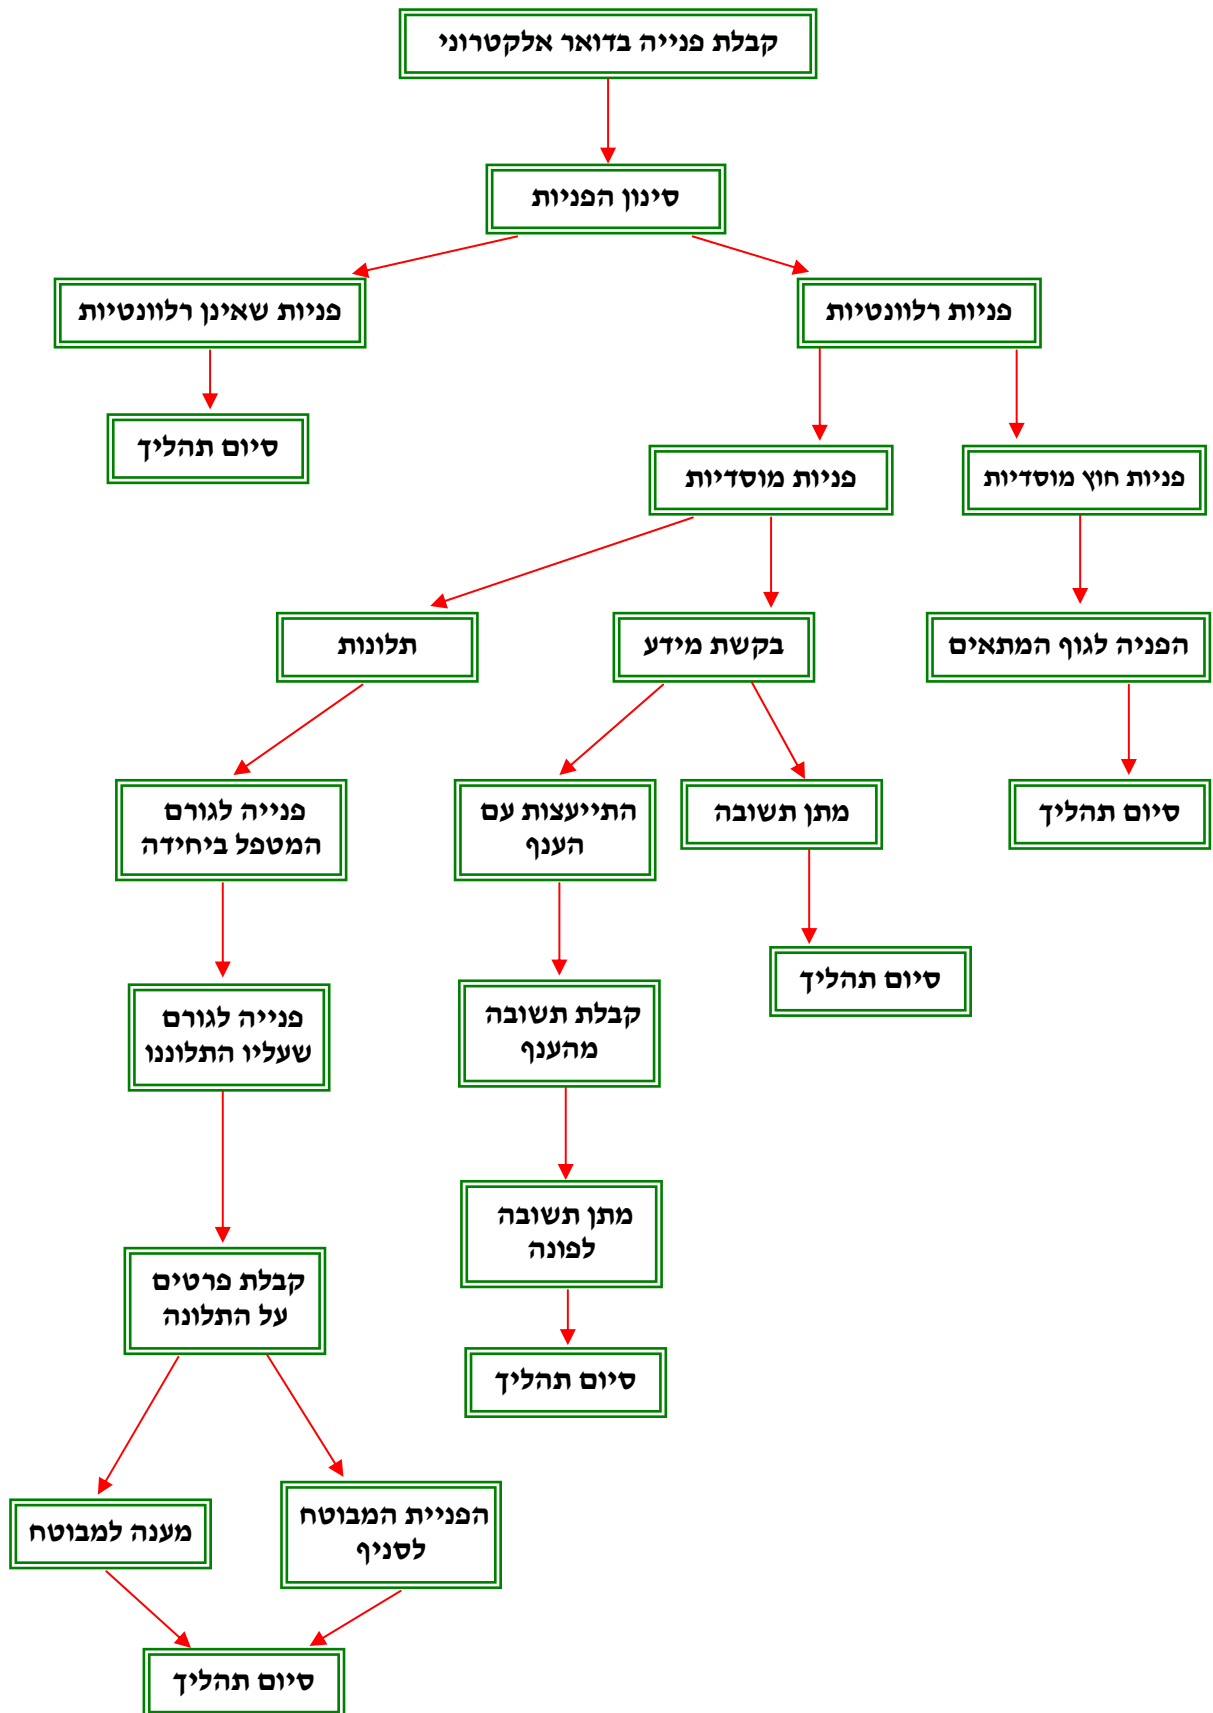 קבלת פנייה בדואר אלקטרוני
סינון הפניות
פניות רלוונטיות
פניות שאינן רלוונטיות
סיום תהליך
פניות חוץ מוסדיות
פניות מוסדיות
הפניה לגוף המתאים
בקשת מידע
תלונות
סיום תהליך
מתן תשובה
התייעצות עם
הענף
פנייה לגורם
המטפל ביחידה
סיום תהליך
קבלת תשובה
מהענף
פנייה לגורם
שעליו התלוננו
מתן תשובה
לפונה
קבלת פרטים
על התלונה
סיום תהליך
הפניית המבוטח
לסניף
מענה למבוטח
סיום תהליך